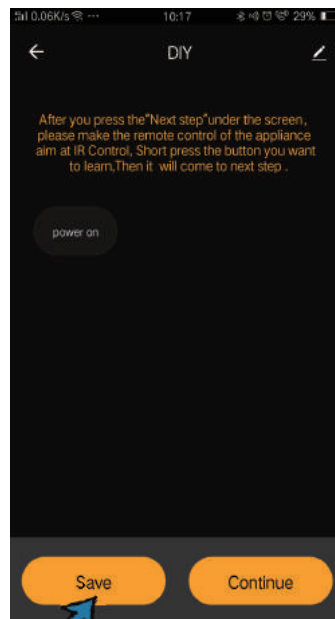 0.06K/s ··· 10:17 29%
DIY
After you press the"Next step"under the screen,
please make the remote control of the appliance
aim at IR Control, Short press the button you want
to learn,Then it will come to next step .
power on
Save Continue